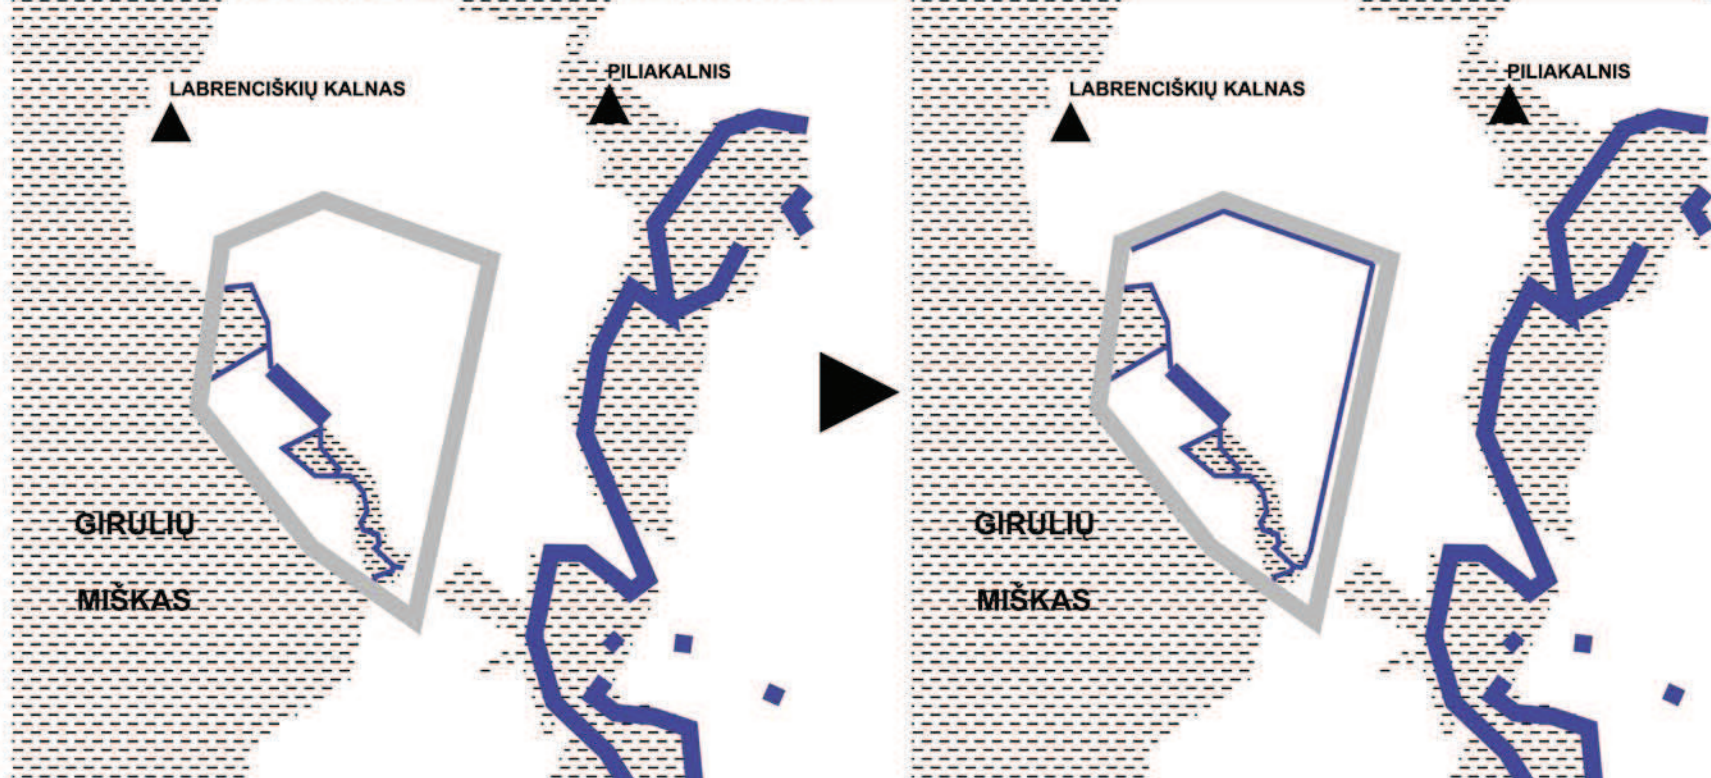 LABRENCIŠKIŲ KALNAS
PILIAKALNIS
GIRULIŲ
MIŠKAS
LABRENCIŠKIŲ KALNAS
PILIAKALNIS
GIRULIŲ
MIŠKAS